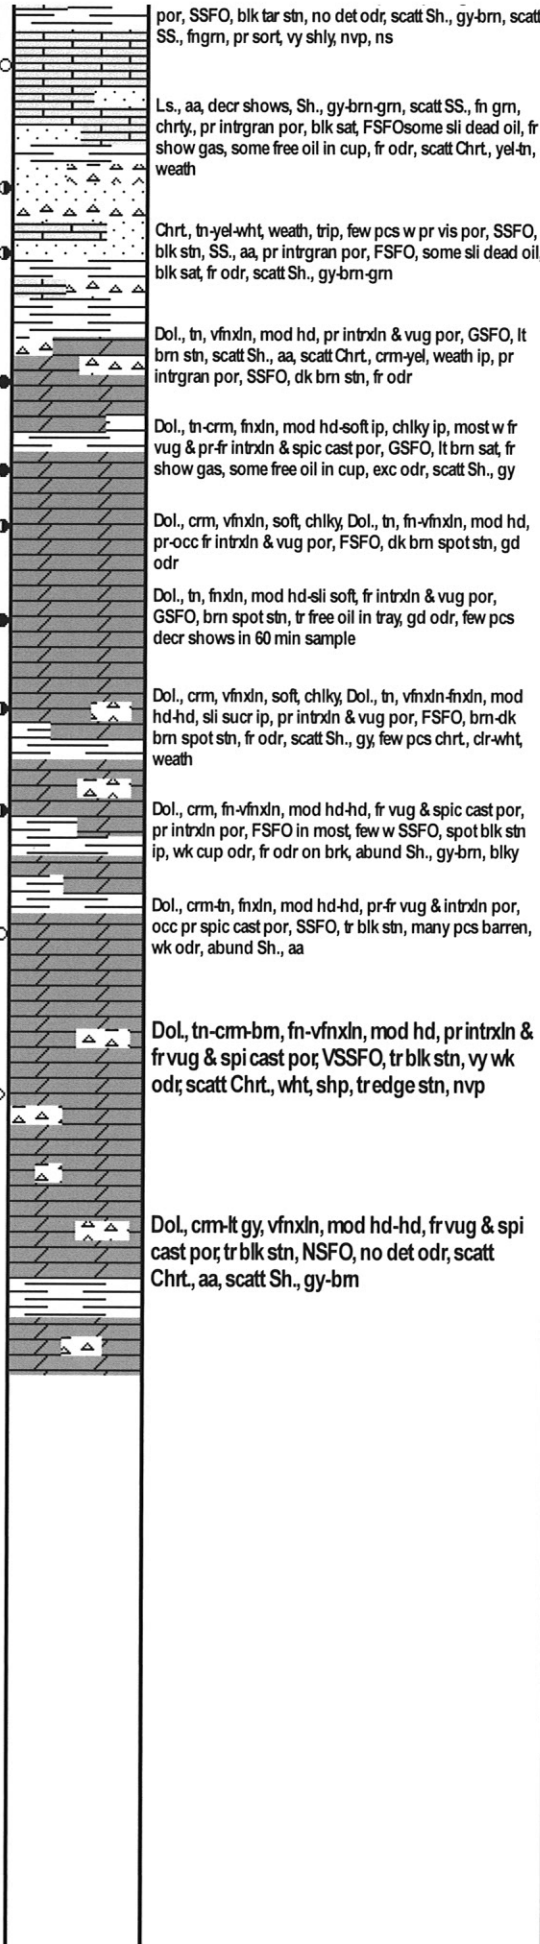 por, SSFO, blk tar stn, no det odr, scatt Sh., gy-brn, scatt
SS., fngrn, pr sort, vy shly, nvp, ns
Ls., aa, decr shows, Sh., gy-brn-grn, scatt SS., fn grn,
chrty., pr intrgran por, blk sat, FSFOsome sli dead oil, fr
show gas, some free oil in cup, fr odr, scatt Chrt., yel-tn,
weath
Chrt., tn-yel-wht, weath, trip, few pcs w pr vis por, SSFO,
blk stn, SS., aa, pr intrgran por, FSFO, some sli dead oil,
blk sat, fr odr, scatt Sh., gy-brn-grn
Dol., tn, vfnxln, mod hd, pr intrxln & vug por, GSFO, lt
brn stn, scatt Sh., aa, scatt Chrt., crm-yel, weath ip, pr
intrgran por, SSFO, dk brn stn, fr odr
Dol., tn-crm, fnxln, mod hd-soft ip, chlky ip, most w fr
vug & pr-fr intrxln & spic cast por, GSFO, lt brn sat, fr
show gas, some free oil in cup, exc odr, scatt Sh., gy
Dol., crm, vfnxln, soft, chlky, Dol., tn, fn-vfnxln, mod hd,
pr-occ fr intrxln & vug por, FSFO, dk brn spot stn, gd
odr
Dol., tn, fnxln, mod hd-sli soft, fr intrxln & vug por,
GSFO, brn spot stn, tr free oil in tray, gd odr, few pcs
decr shows in 60 min sample
Dol., crm, vfnxln, soft, chlky, Dol., tn, vfnxln-fnxln, mod
hd-hd, sli sucr ip, pr intrxln & vug por, FSFO, brn-dk
brn spot stn, fr odr, scatt Sh., gy, few pcs chrt., clr-wht,
weath
Dol., crm, fn-vfnxln, mod hd-hd, fr vug & spic cast por,
pr intrxln por, FSFO in most, few w SSFO, spot blk stn
ip, wk cup odr, fr odr on brk, abund Sh., gy-brn, blky
Dol., crm-tn, fnxln, mod hd-hd, pr-fr vug & intrxln por,
occ pr spic cast por, SSFO, tr blk stn, many pcs barren,
wk odr, abund Sh., aa
Dol., tn-crm-brn, fn-vfnxln, mod hd, pr intrxln &
fr vug & spi cast por, VSSFO, tr blk stn, vy wk
odr, scatt Chrt., wht, shp, tr edge stn, nvp
Dol., crm-lt gy, vfnxln, mod hd-hd, fr vug & spi
cast por, tr blk stn, NSFO, no det odr, scatt
Chrt., aa, scatt Sh., gy-brn